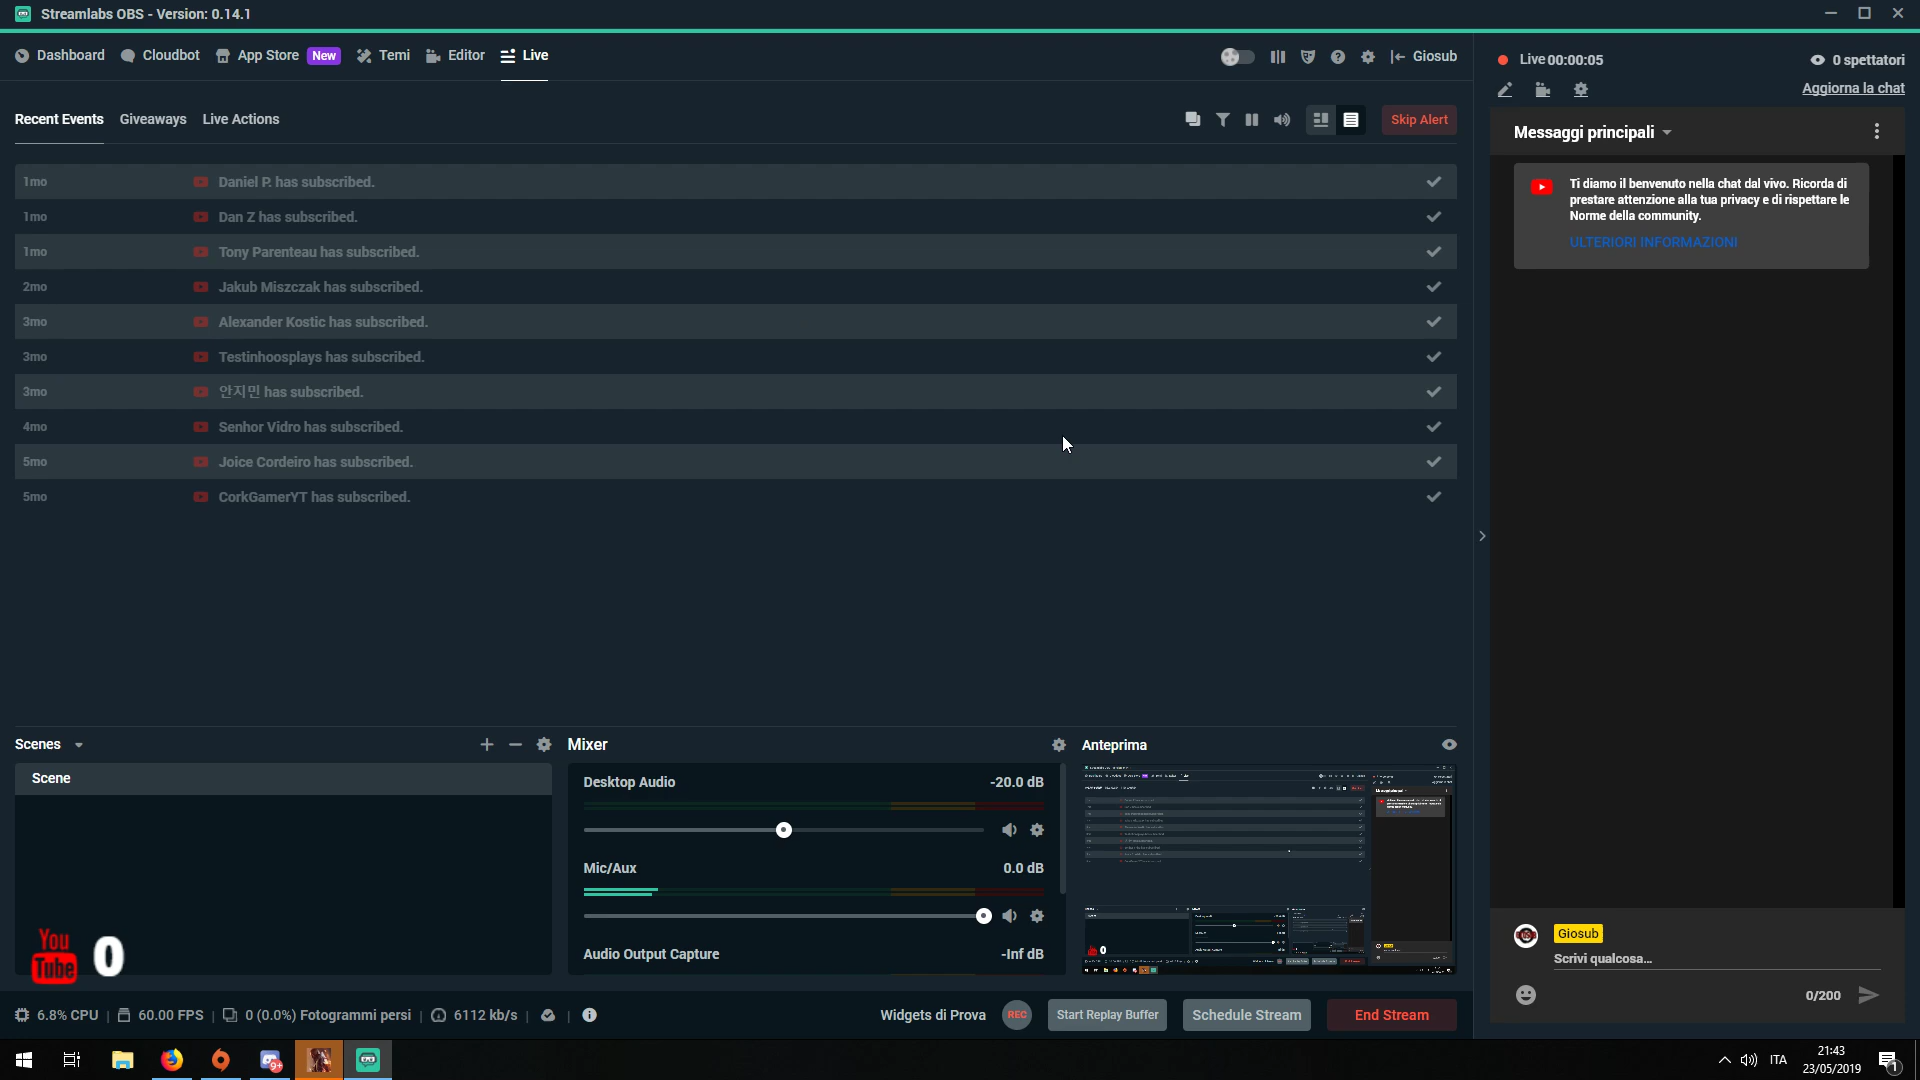 Streamlabs OBS - Version: 0.14.1
Dashboard Cloudbot App Store New Temi Editor Live Giosub
Live 00:00:05 0 spettatori
Aggiorna la chat
Recent Events Giveaways Live Actions Skip Alert
Messaggi principali
Ti diamo il benvenuto nella chat dal vivo. Ricorda di
prestare attenzione alla tua privacy e di rispettare le
Norme della community.
ULTERIORI INFORMAZIONI
1mo Daniel P. has subscribed.
1mo Dan Z has subscribed.
1mo Tony Parenteau has subscribed.
2mo Jakub Miszczak has subscribed.
3mo Alexander Kostic has subscribed.
3mo Testinhoosplays has subscribed.
3mo 안지민 has subscribed.
4mo Senhor Vidro has subscribed.
5mo Joice Cordeiro has subscribed.
5mo CorkGamerYT has subscribed.
Scenes Mixer Anteprima
Scene
Desktop Audio -20.0 dB
Mic/Aux 0.0 dB
Audio Output Capture -Inf dB
You
Tube 0
Giosub
Scrivi qualcosa...
0/200
6.8% CPU 60.00 FPS 0 (0.0%) Fotogrammi persi 6112 kb/s Widgets di Prova REC Start Replay Buffer Schedule Stream End Stream
9+
ITA
21:43
23/05/2019
1